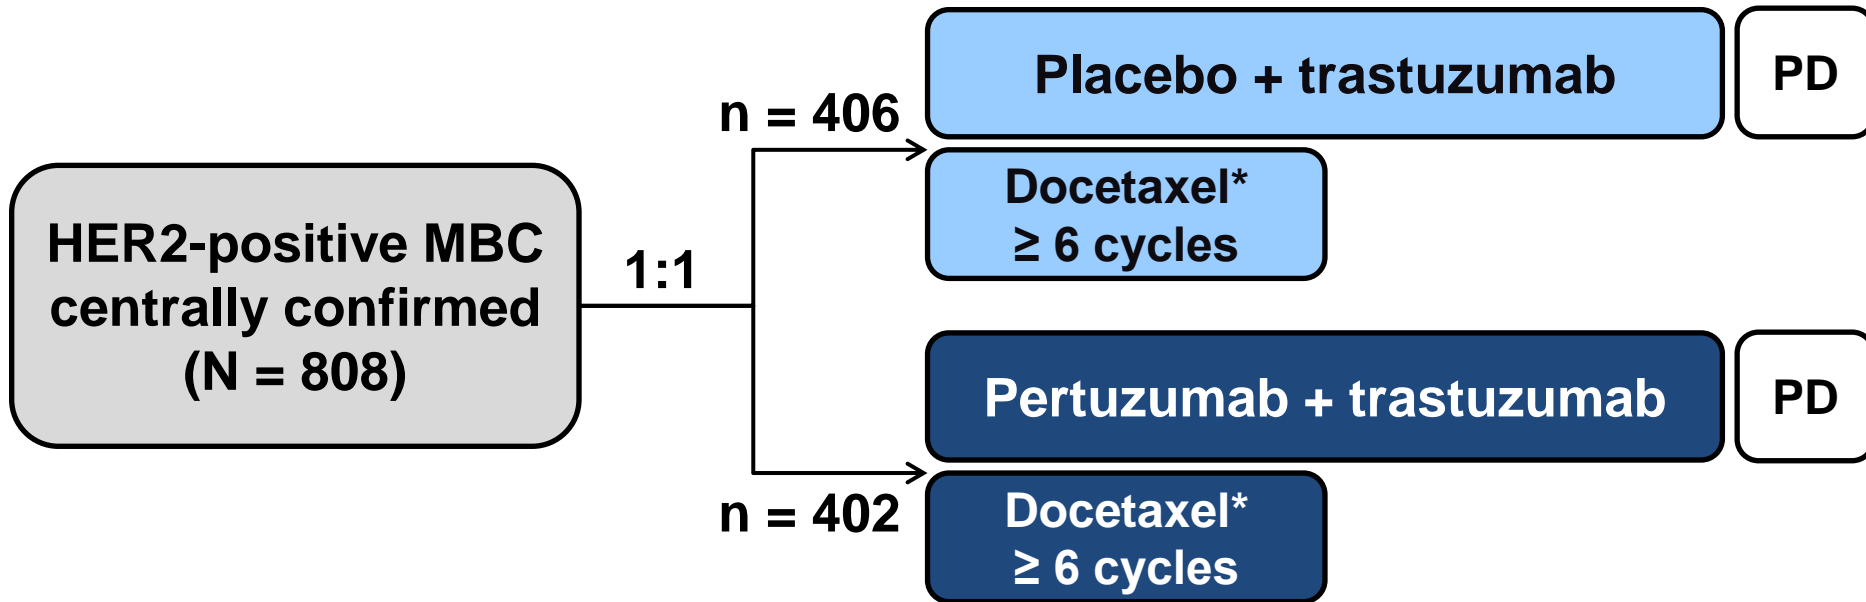 HER2-positive MBC
centrally confirmed
(N = 808)
1:1
n = 406
Placebo + trastuzumab
PD
Docetaxel*
≥ 6 cycles
n = 402
Pertuzumab + trastuzumab
PD
Docetaxel*
≥ 6 cycles